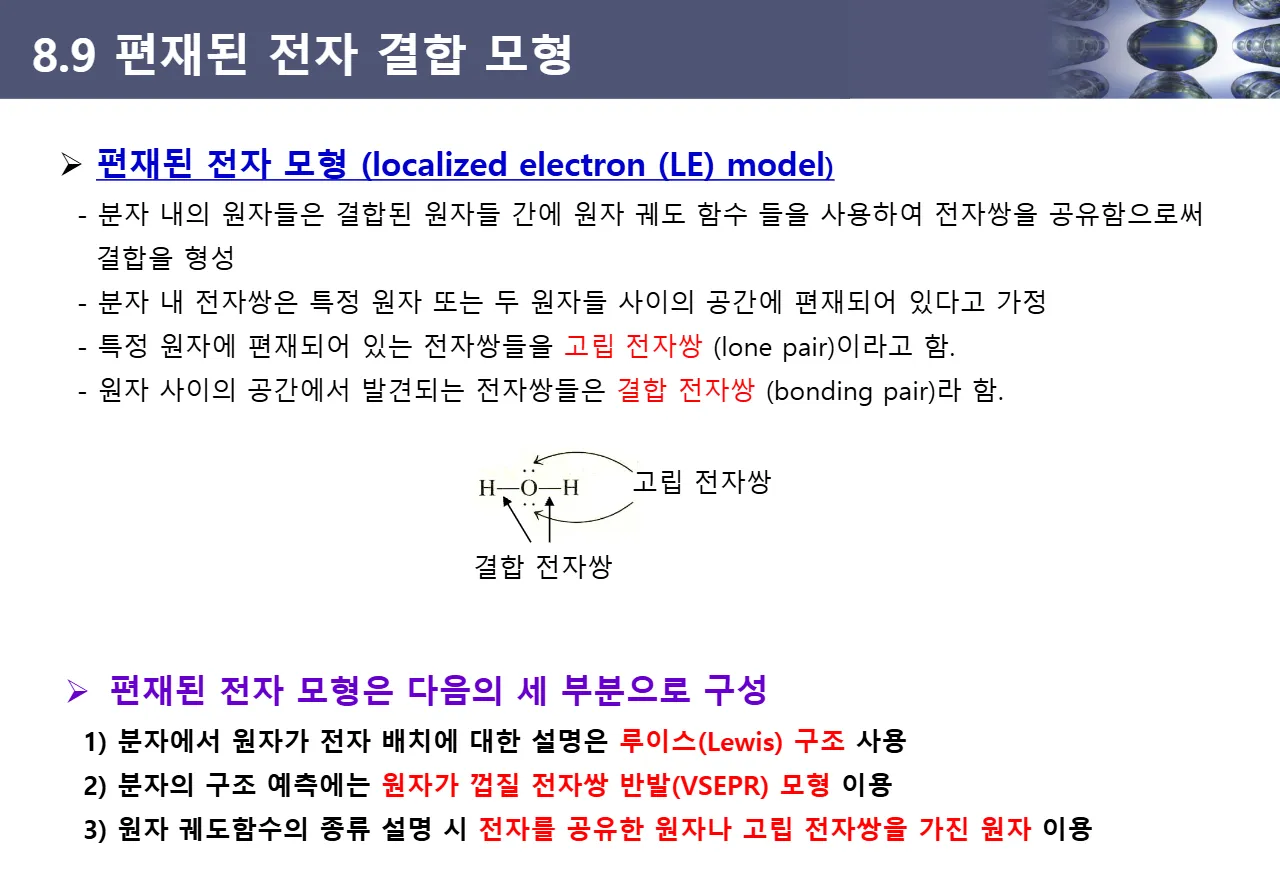 8.9 편재된 전자 결합 모형
➢ 편재된 전자 모형 (localized electron (LE) model)
- 분자 내의 원자들은 결합된 원자들 간에 원자 궤도 함수 들을 사용하여 전자쌍을 공유함으로써
결합을 형성
- 분자 내 전자쌍은 특정 원자 또는 두 원자들 사이의 공간에 편재되어 있다고 가정
- 특정 원자에 편재되어 있는 전자쌍들을 고립 전자쌍 (lone pair)이라고 함.
- 원자 사이의 공간에서 발견되는 전자쌍들은 결합 전자쌍 (bonding pair)라 함.
H—O—H
고립 전자쌍
결합 전자쌍
➢ 편재된 전자 모형은 다음의 세 부분으로 구성
1) 분자에서 원자가 전자 배치에 대한 설명은 루이스(Lewis) 구조 사용
2) 분자의 구조 예측에는 원자가 껍질 전자쌍 반발(VSEPR) 모형 이용
3) 원자 궤도함수의 종류 설명 시 전자를 공유한 원자나 고립 전자쌍을 가진 원자 이용